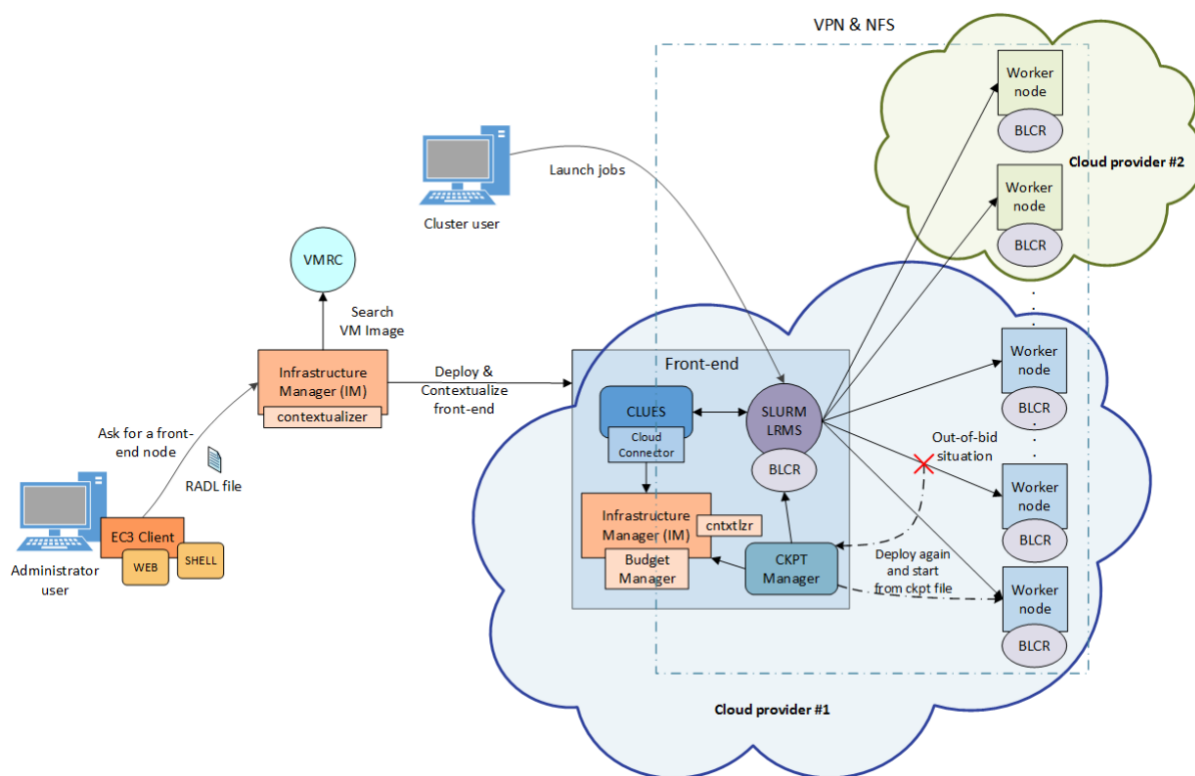 VPN & NFS
Worker
node
BLCR
Cloud provider #2
Worker
node
BLCR
Launch jobs
Cluster user
VMRC
Search
VM Image
Infrastructure
Manager (IM)
contextualizer
Deploy &
Contextualize
front-end
Ask for a front-
end node
RADL file
EC3 Client
WEB
SHELL
Administrator
user
Front-end
CLUES
Cloud
Connector
SLURM
LRMS
BLCR
Infrastructure
Manager (IM)
cntxtlzr
Budget
Manager
CKPT
Manager
Worker
node
BLCR
Out-of-bid
situation
Worker
node
BLCR
Deploy again
and start
from ckpt file
Worker
node
BLCR
Cloud provider #1